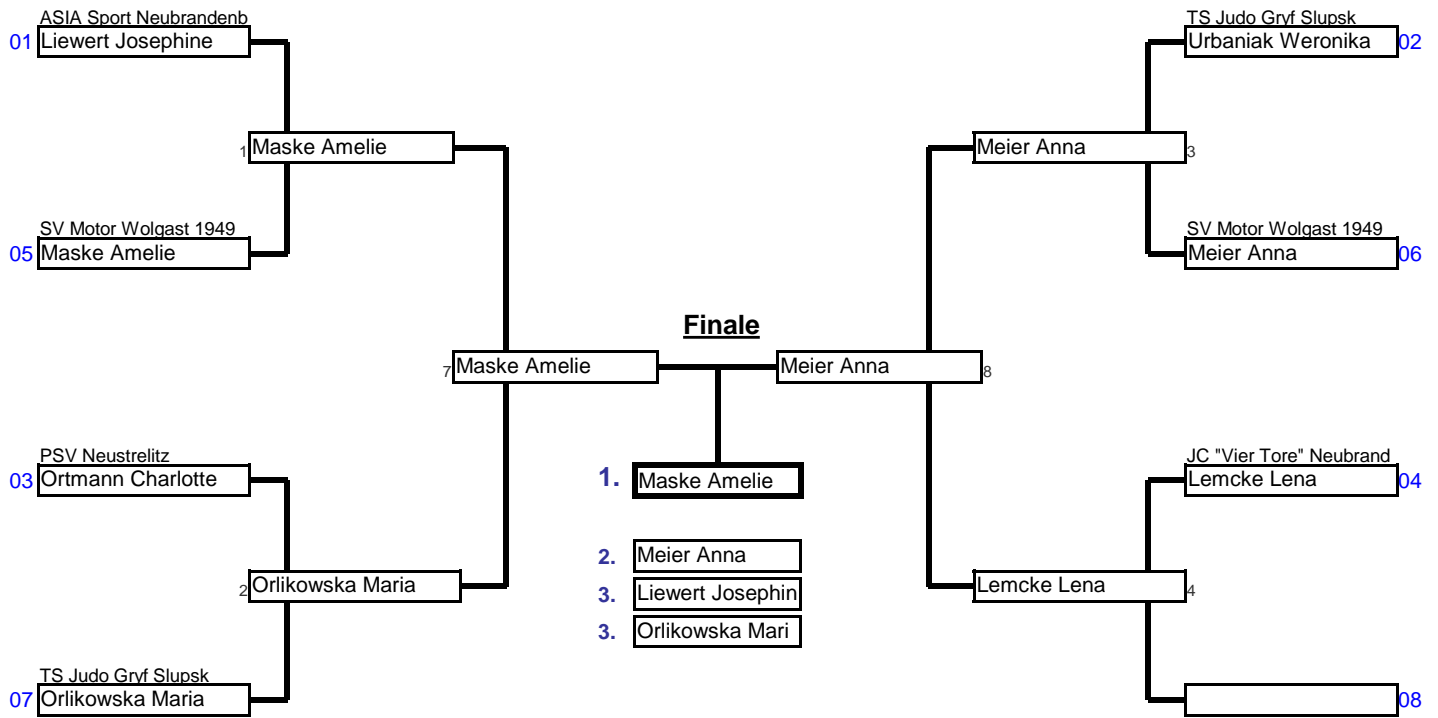 ASIA Sport Neubrandenb
01 Liewert Josephine
TS Judo Gryf Slupsk
Urbaniak Weronika 02
1 Maske Amelie
Meier Anna 3
SV Motor Wolgast 1949
05 Maske Amelie
SV Motor Wolgast 1949
Meier Anna 06
Finale
7 Maske Amelie
Meier Anna 8
PSV Neustrelitz
03 Ortmann Charlotte
1. Maske Amelie
JC "Vier Tore" Neubrand
Lemcke Lena 04
2. Meier Anna
2 Orlikowska Maria
3. Liewert Josephin
Lemcke Lena 4
3. Orlikowska Mari
TS Judo Gryf Slupsk
07 Orlikowska Maria
08